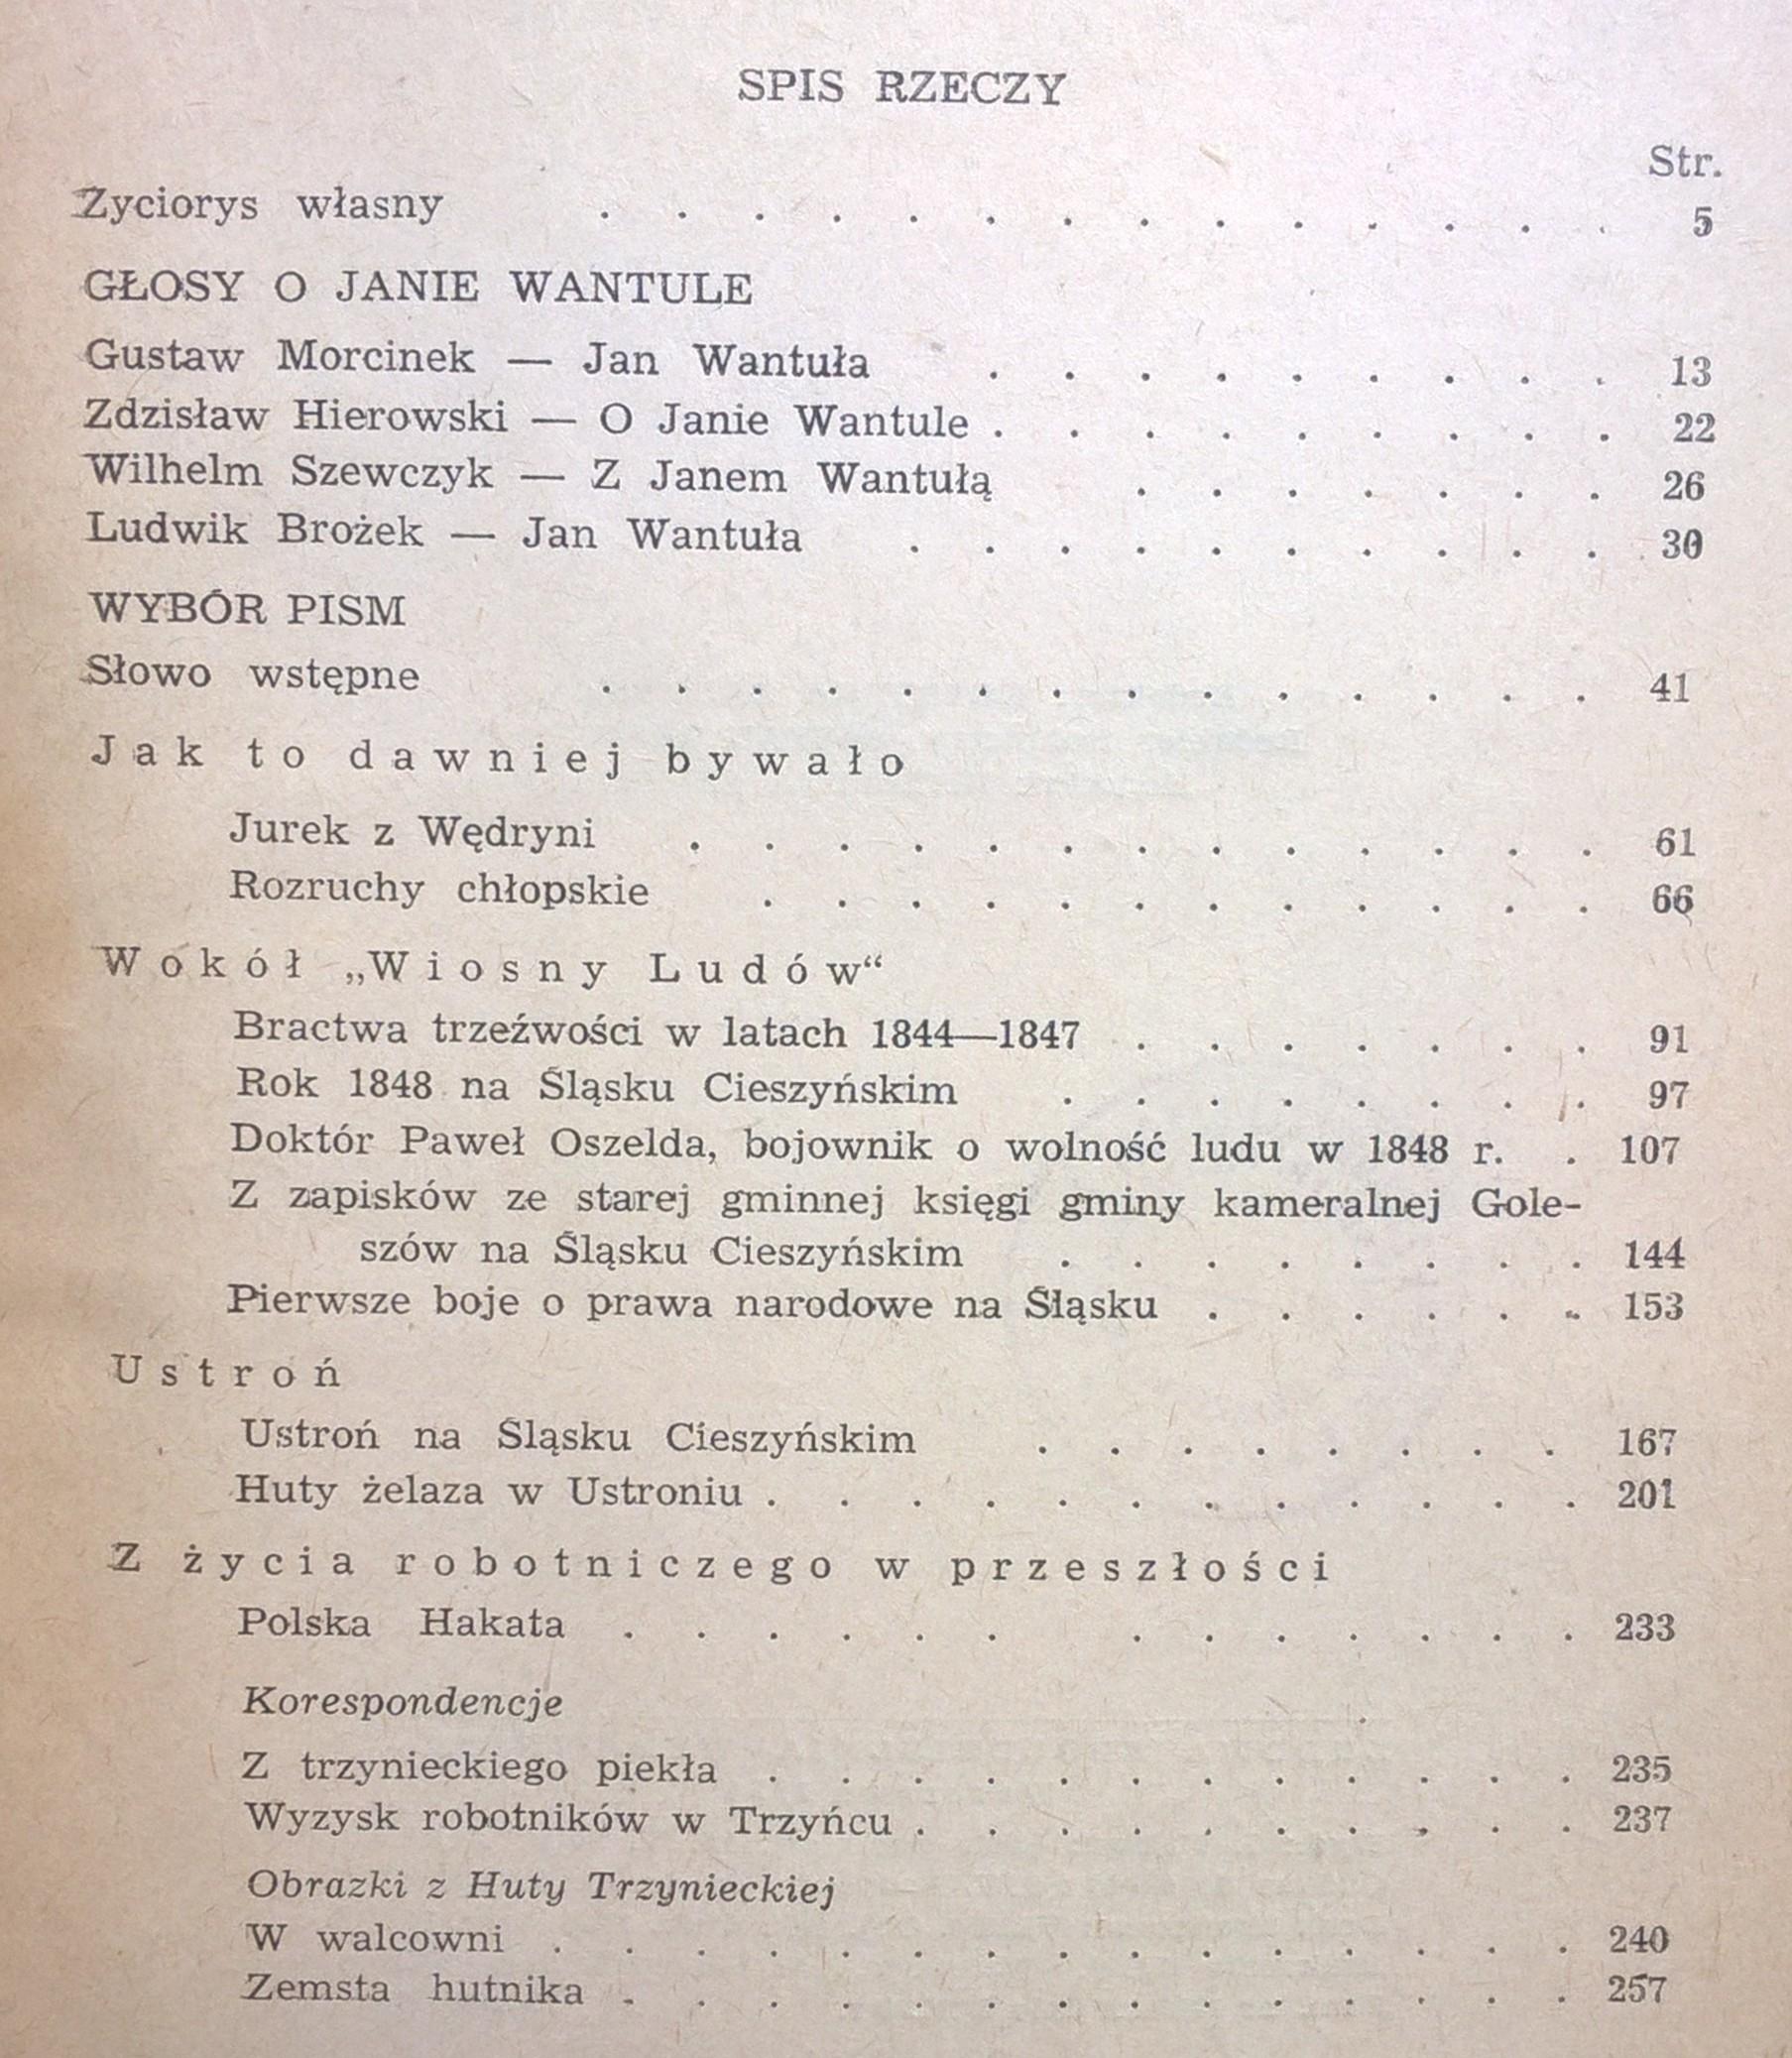 SPIS RZECZY
Str.
Zyciorys własny . . . . . . . . . . . . . . 5
GŁOSY O JANIE WANTULE
Gustaw Morcinek — Jan Wantuła . . . . . . . . . 13
Zdzisław Hierowski — O Janie Wantule . . . . . . . . . 22
Wilhelm Szewczyk — Z Janem Wantułą . . . . . . . 26
Ludwik Brożek — Jan Wantuła . . . . . . . . . . 30
WYBÓR PISM
Słowo wstępne . . . . . . . . . . . . . . 41
Jak to dawniej bywało
Jurek z Wędryni . . . . . . . . . . . . . 61
Rozruchy chłopskie . . . . . . . . . . . . 66
Wokół „Wiosny Ludów“
Bractwa trzeźwości w latach 1844—1847 . . . . . . . 91
Rok 1848 na Śląsku Cieszyńskim . . . . . . . . 97
Doktór Paweł Oszelda, bojownik o wolność ludu w 1848 r. . 107
Z zapisków ze starej gminnej księgi gminy kameralnej Gole-
szów na Śląsku Cieszyńskim . . . . . . . . 144
Pierwsze boje o prawa narodowe na Śląsku . . . . . . 153
Ustroń
Ustroń na Śląsku Cieszyńskim . . . . . . . . 167
Huty żelaza w Ustroniu . . . . . . . . . . . . 201
Z życia robotniczego w przeszłości
Polska Hakata . . . . . . . . . . . . . 233
Korespondencje
Z trzynieckiego piekła . . . . . . . . . . . . 235
Wyzysk robotników w Trzyńcu . . . . . . . . . . 237
Obrazki z Huty Trzynieckiej
W walcowni . . . . . . . . . . . . . . . 240
Zemsta hutnika . . . . . . . . . . . . . . 257